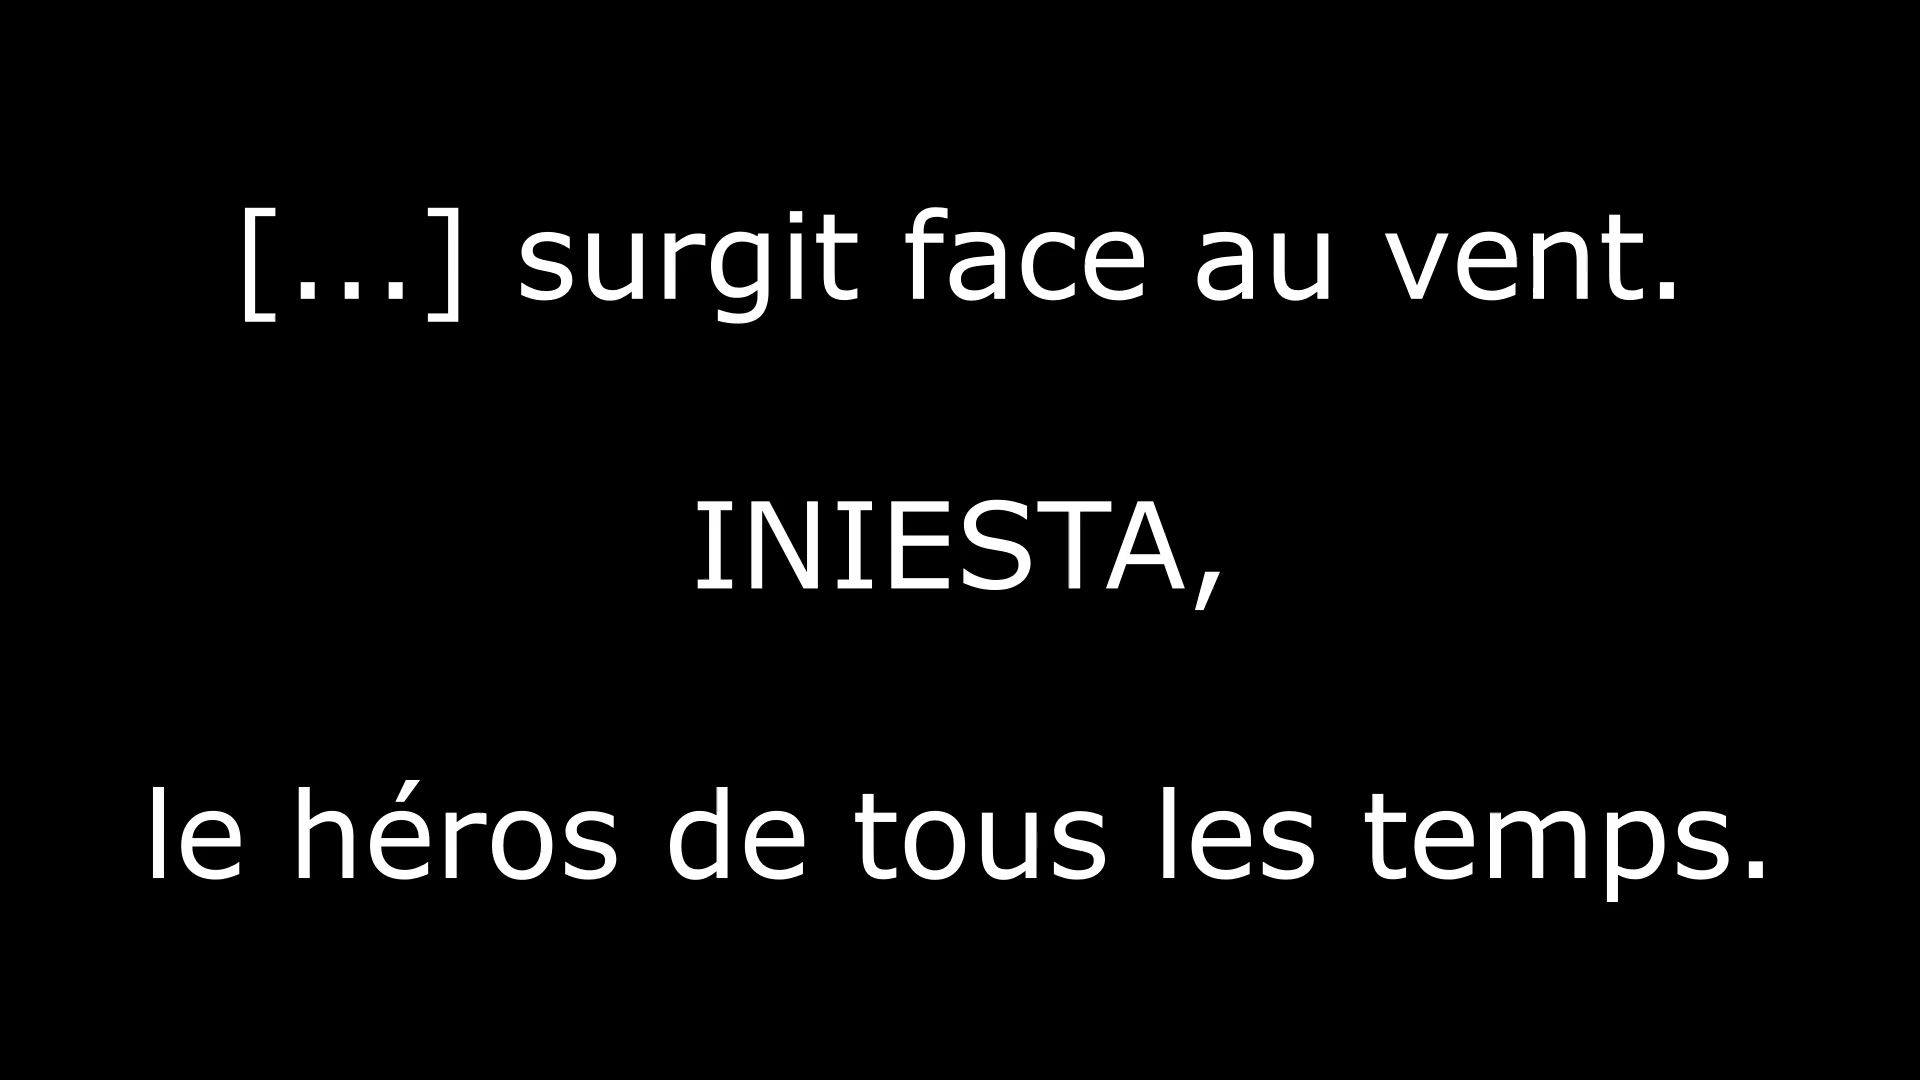 [...] surgit face au vent.
INIESTA,
le héros de tous les temps.